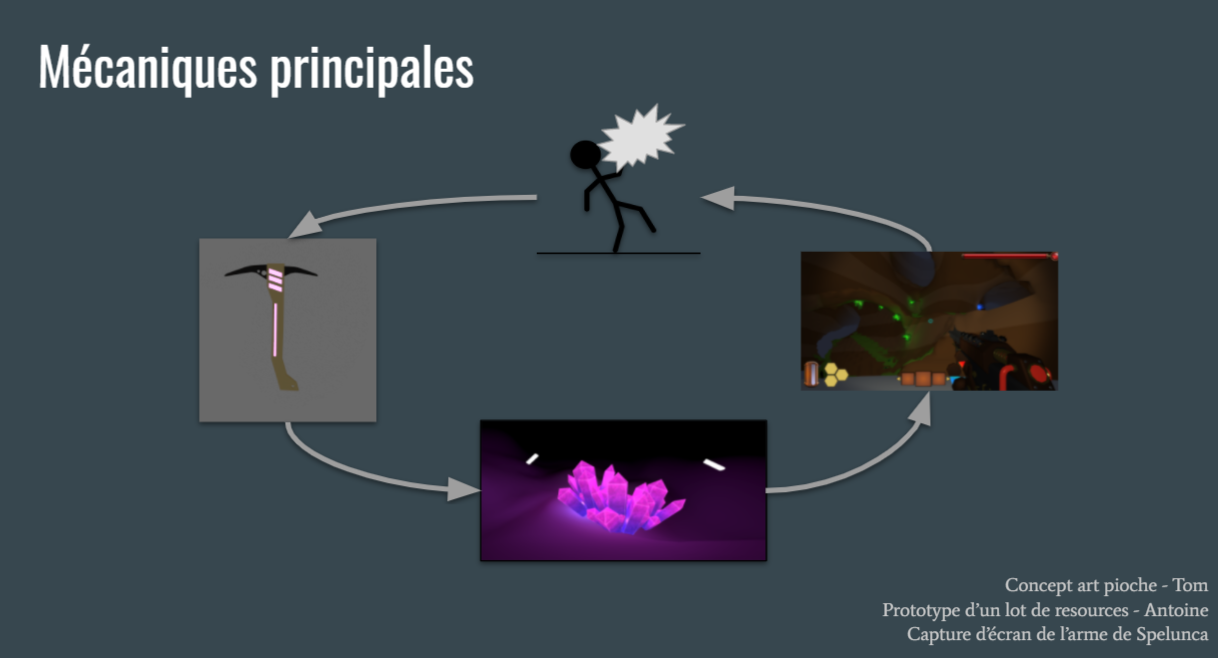 Mécaniques principales
Concept art pioche - Tom
Prototype d'un lot de resources - Antoine
Capture d'écran de l'arme de Spelunca